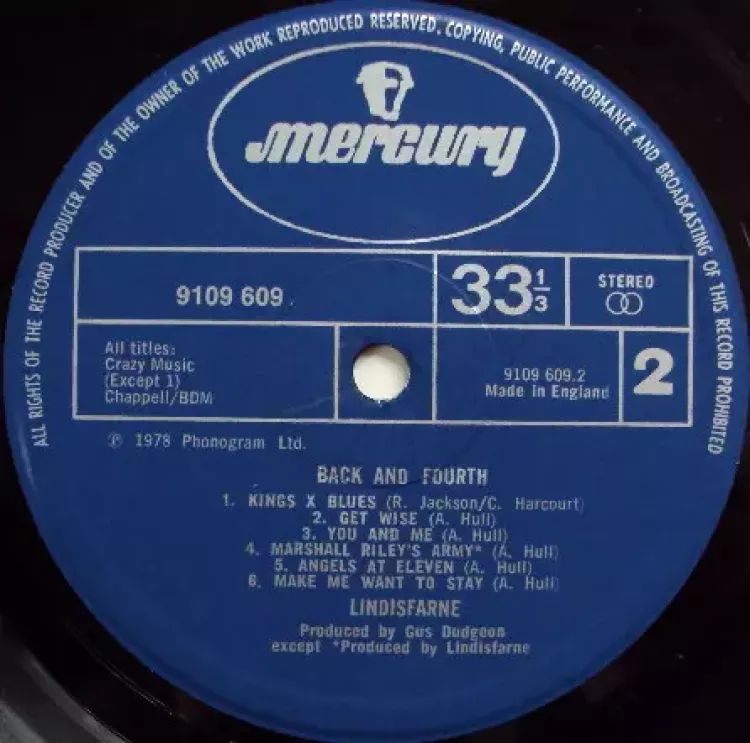 ALL RIGHTS OF THE RECORD PRODUCER AND OF THE OWNER OF THE WORK REPRODUCED RESERVED. COPYING, PUBLIC PERFORMANCE AND BROADCASTING OF THIS RECORD PROHIBITED
mercury
9109 609
33 1/3
STEREO
All titles:
Crazy Music
(Except 1)
Chappell/BDM
9109 609.2
Made in England
2
℗ 1978 Phonogram Ltd.
BACK AND FOURTH
1. KINGS X BLUES (R. Jackson/C. Harcourt)
2. GET WISE (A. Hull)
3. YOU AND ME (A. Hull)
4. MARSHALL RILEY'S ARMY* (A. Hull)
5. ANGELS AT ELEVEN (A. Hull)
6. MAKE ME WANT TO STAY (A. Hull)
LINDISFARNE
Produced by Gus Dudgeon
except *Produced by Lindisfarne